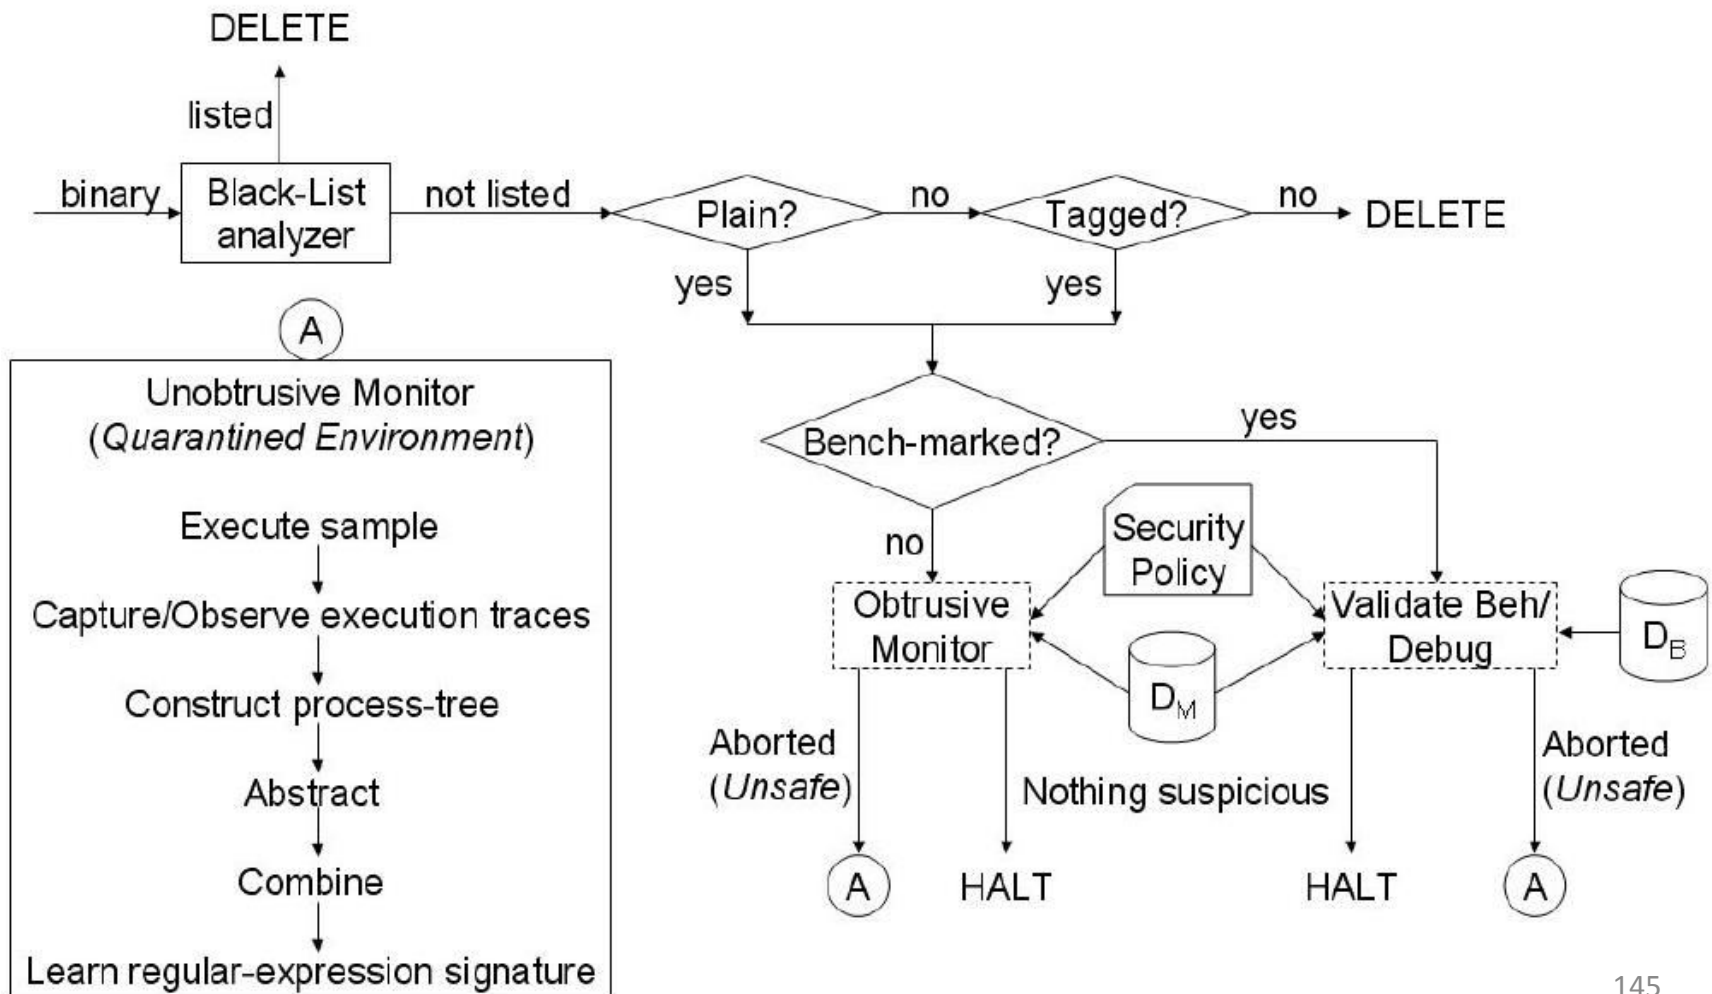 DELETE
listed
binary
Black-List
analyzer
not listed
Plain?
no
Tagged?
no
DELETE
yes
yes
A
Unobtrusive Monitor
(Quarantined Environment)
Execute sample
Capture/Observe execution traces
Construct process-tree
Abstract
Combine
Learn regular-expression signature
Bench-marked?
yes
no
Security
Policy
Obtrusive
Monitor
Validate Beh/
Debug
D_B
D_M
Aborted
(Unsafe)
Nothing suspicious
Aborted
(Unsafe)
A
HALT
HALT
A
145